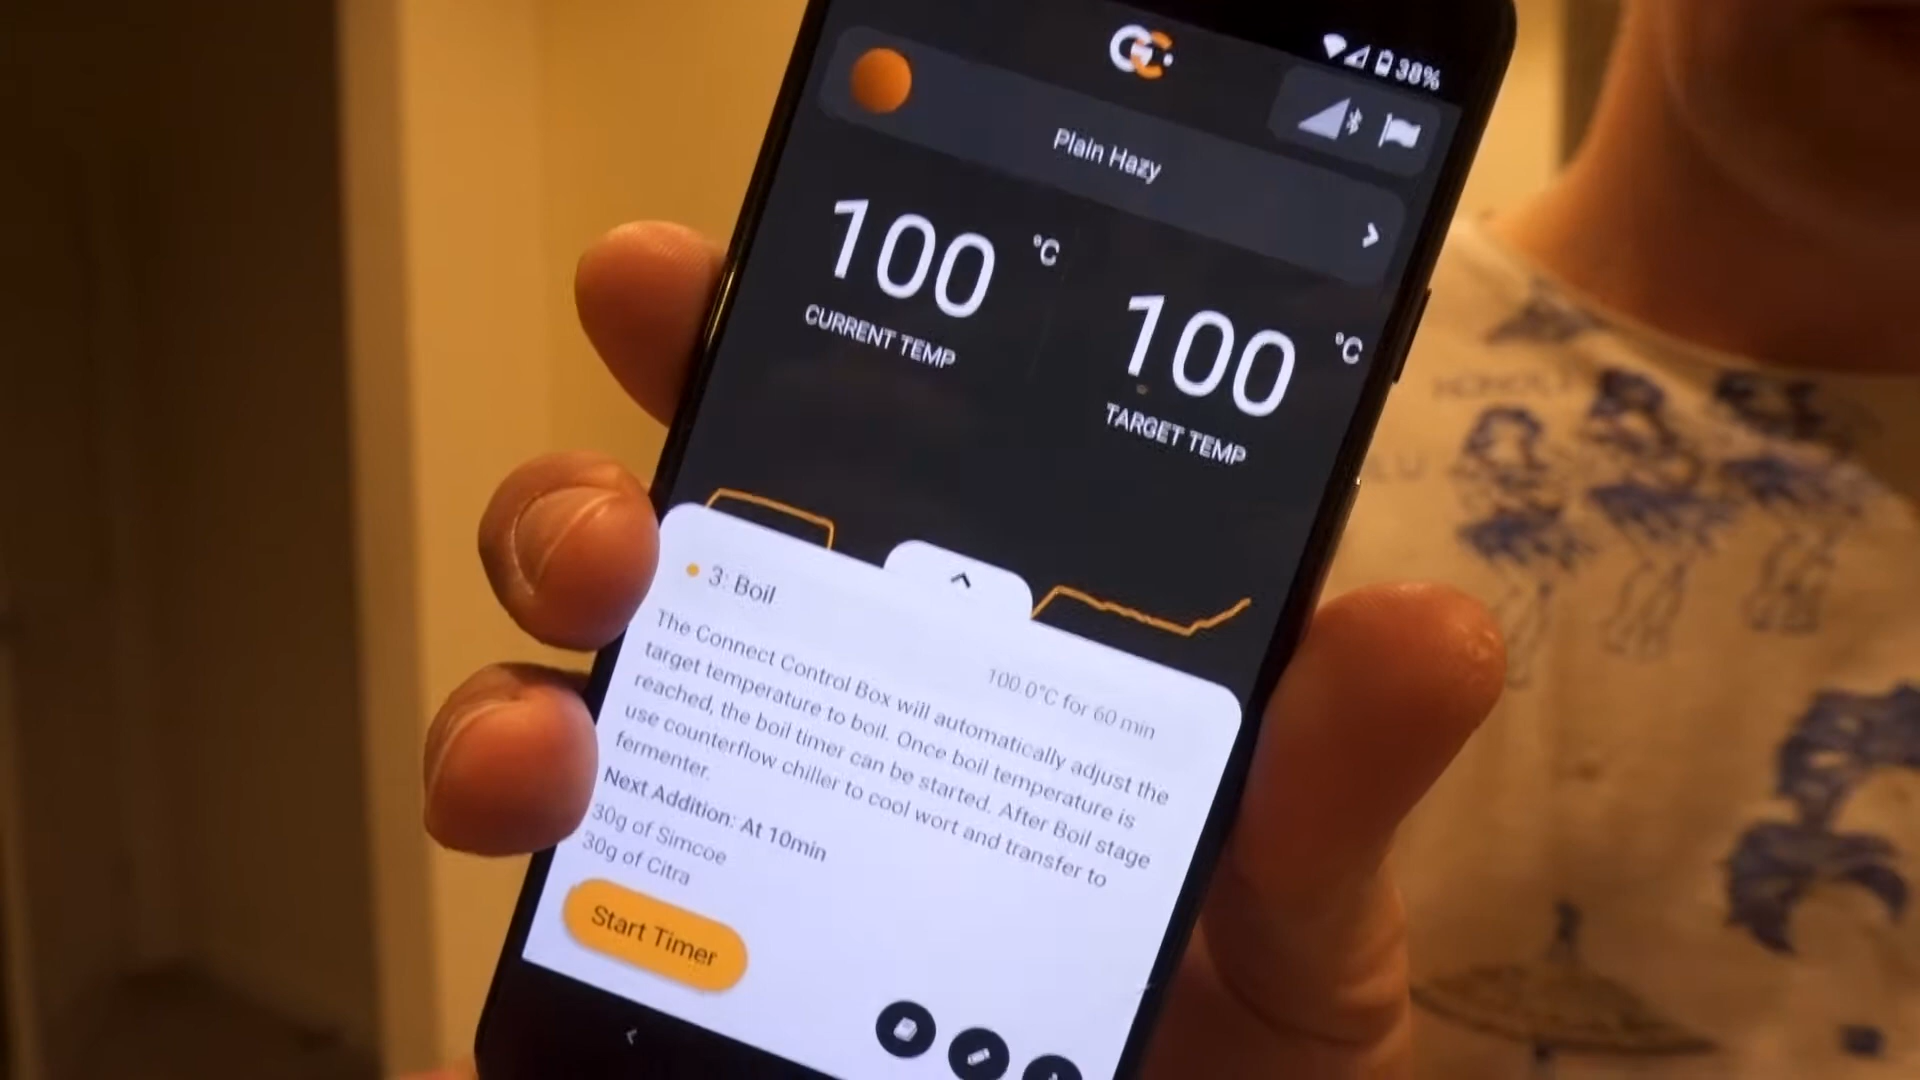 GC
38%
Plain Hazy
100 °C
CURRENT TEMP
100 °C
TARGET TEMP
3: Boil
100.0°C for 60 min
The Connect Control Box will automatically adjust the
target temperature to boil. Once boil temperature is
reached, the boil timer can be started. After Boil stage
use counterflow chiller to cool wort and transfer to
fermenter.
Next Addition: At 10min
30g of Simcoe
30g of Citra
Start Timer